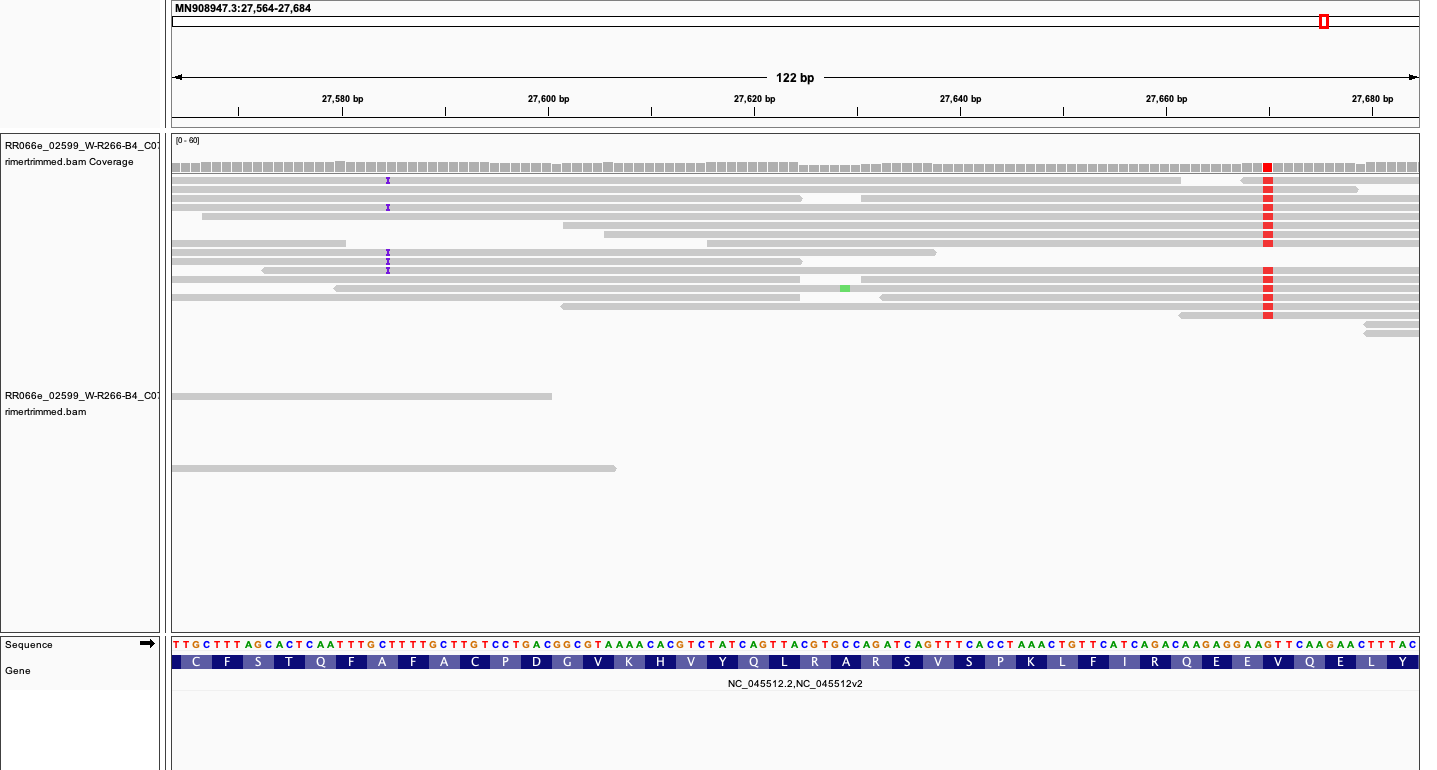 MN908947.3:27,564-27,684
122 bp
27,580 bp 27,600 bp 27,620 bp 27,640 bp 27,660 bp 27,680 bp
RR066e_02599_W-R266-B4_C07
rimertrimmed.bam Coverage
[0 - 60]
RR066e_02599_W-R266-B4_C07
rimertrimmed.bam
Sequence
TTGCTTTAGCACTCAATTTGCTTTTGCTTGTCCTGACGGCGTAAAACACGTCTATCAGTTACGTGCCAGATCAGTTTCACCTAAACTGTTCATCAGACAAGAGGAAGTTCAAGAACTTTAC
Gene
C F S T Q F A F A C P D G V K H V Y Q L R A R S V S P K L F I R Q E E V Q E L Y
NC_045512.2,NC_045512v2